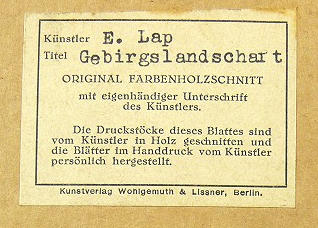 Künstler E. Lap
Titel Gebirgslandschart
ORIGINAL FARBENHOLZSCHNITT
mit eigenhändiger Unterschrift
des Künstlers.
Die Druckstöcke dieses Blattes sind
vom Künstler in Holz geschnitten und
die Blätter im Handdruck vom Künstler
persönlich hergestellt.
Kunstverlag Wohlgemuth & Lissner, Berlin.